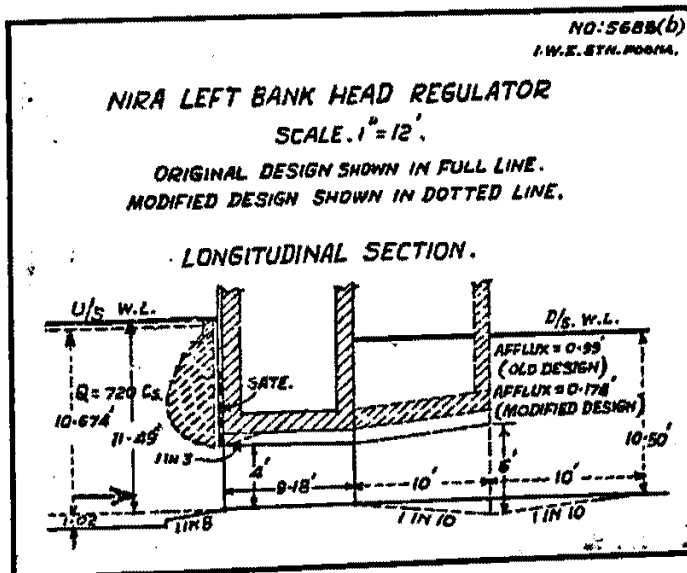 NO:5688(b)
I.W.E. STN. POONA.
NIRA LEFT BANK HEAD REGULATOR
SCALE. 1"=12'.
ORIGINAL DESIGN SHOWN IN FULL LINE.
MODIFIED DESIGN SHOWN IN DOTTED LINE.
LONGITUDINAL SECTION.
U/S W.L.
D/S. W.L.
AFFLUX = 0.99'
(OLD DESIGN)
AFFLUX = 0.178'
(MODIFIED DESIGN)
GATE.
Q = 720 CS.
10.674'
11.49'
10.50'
1 IN 3
4'
6'
9.18'
10'
10'
1.02
1 IN 8
1 IN 10
1 IN 10